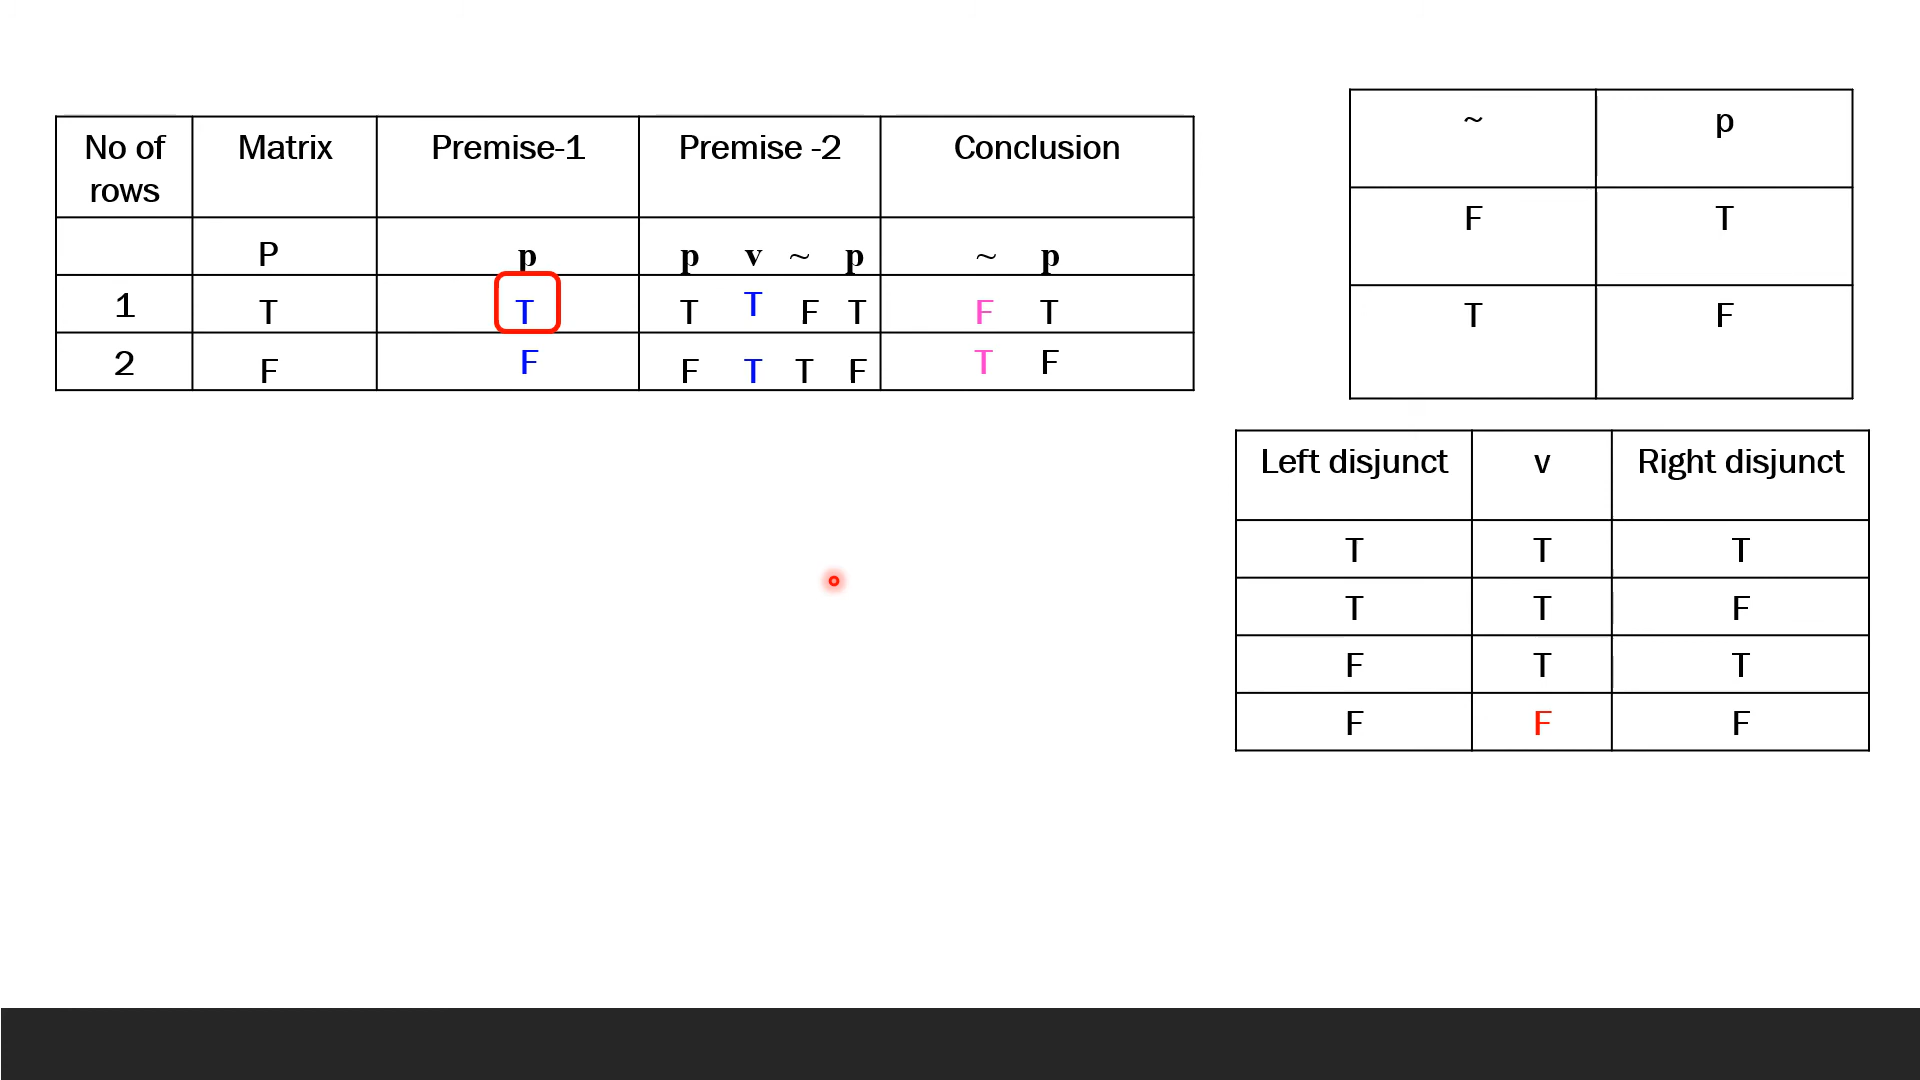 No of rows Matrix Premise-1 Premise -2 Conclusion
P p p v ~ p ~ p
1 T T T T F T F T
2 F F F T T F T F
~ p
F T
T F
Left disjunct v Right disjunct
T T T
T T F
F T T
F F F